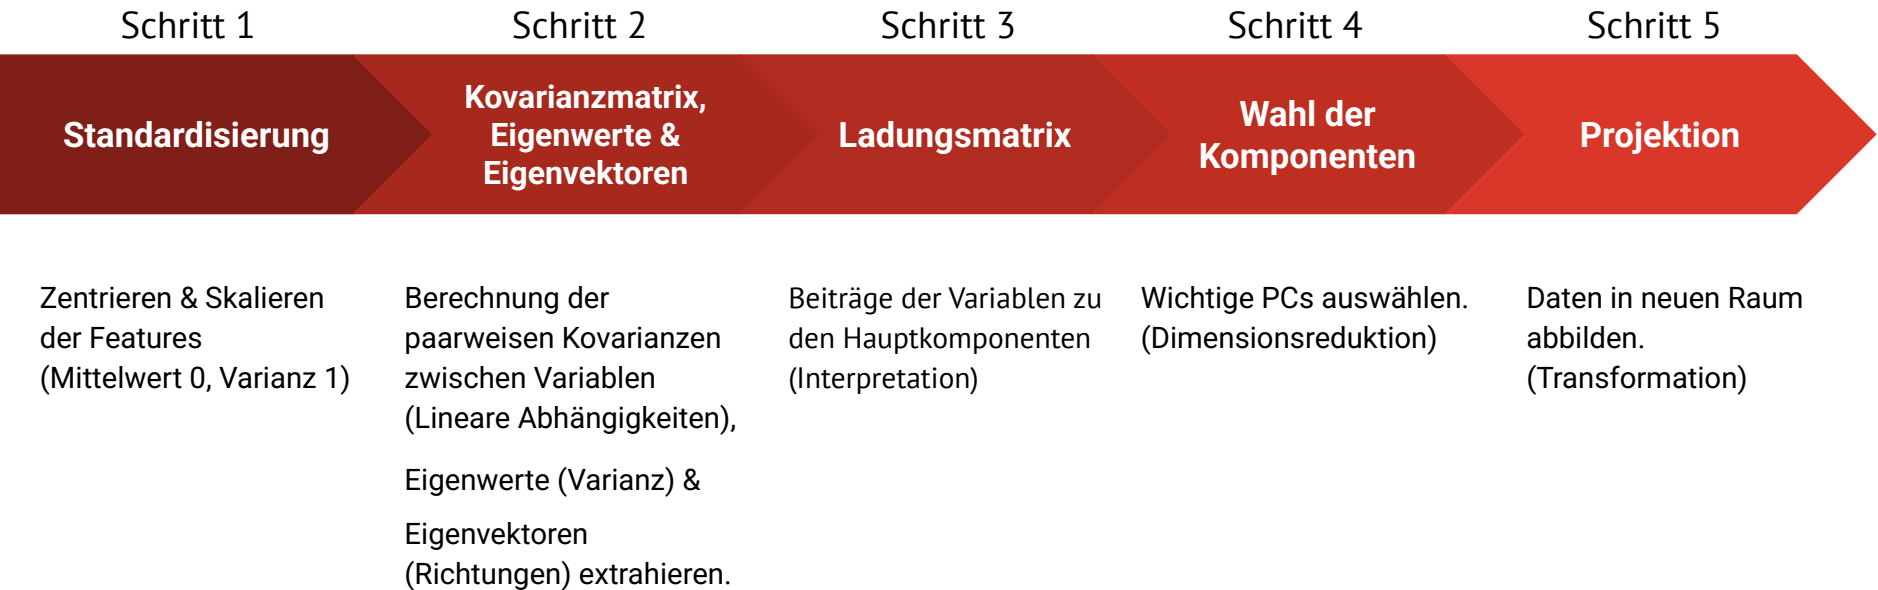 Schritt 1
Schritt 2
Schritt 3
Schritt 4
Schritt 5
Standardisierung
Kovarianzmatrix,
Eigenwerte &
Eigenvektoren
Ladungsmatrix
Wahl der
Komponenten
Projektion
Zentrieren & Skalieren
der Features
(Mittelwert 0, Varianz 1)
Berechnung der
paarweisen Kovarianzen
zwischen Variablen
(Lineare Abhängigkeiten),
Eigenwerte (Varianz) &
Eigenvektoren
(Richtungen) extrahieren.
Beiträge der Variablen zu
den Hauptkomponenten
(Interpretation)
Wichtige PCs auswählen.
(Dimensionsreduktion)
Daten in neuen Raum
abbilden.
(Transformation)